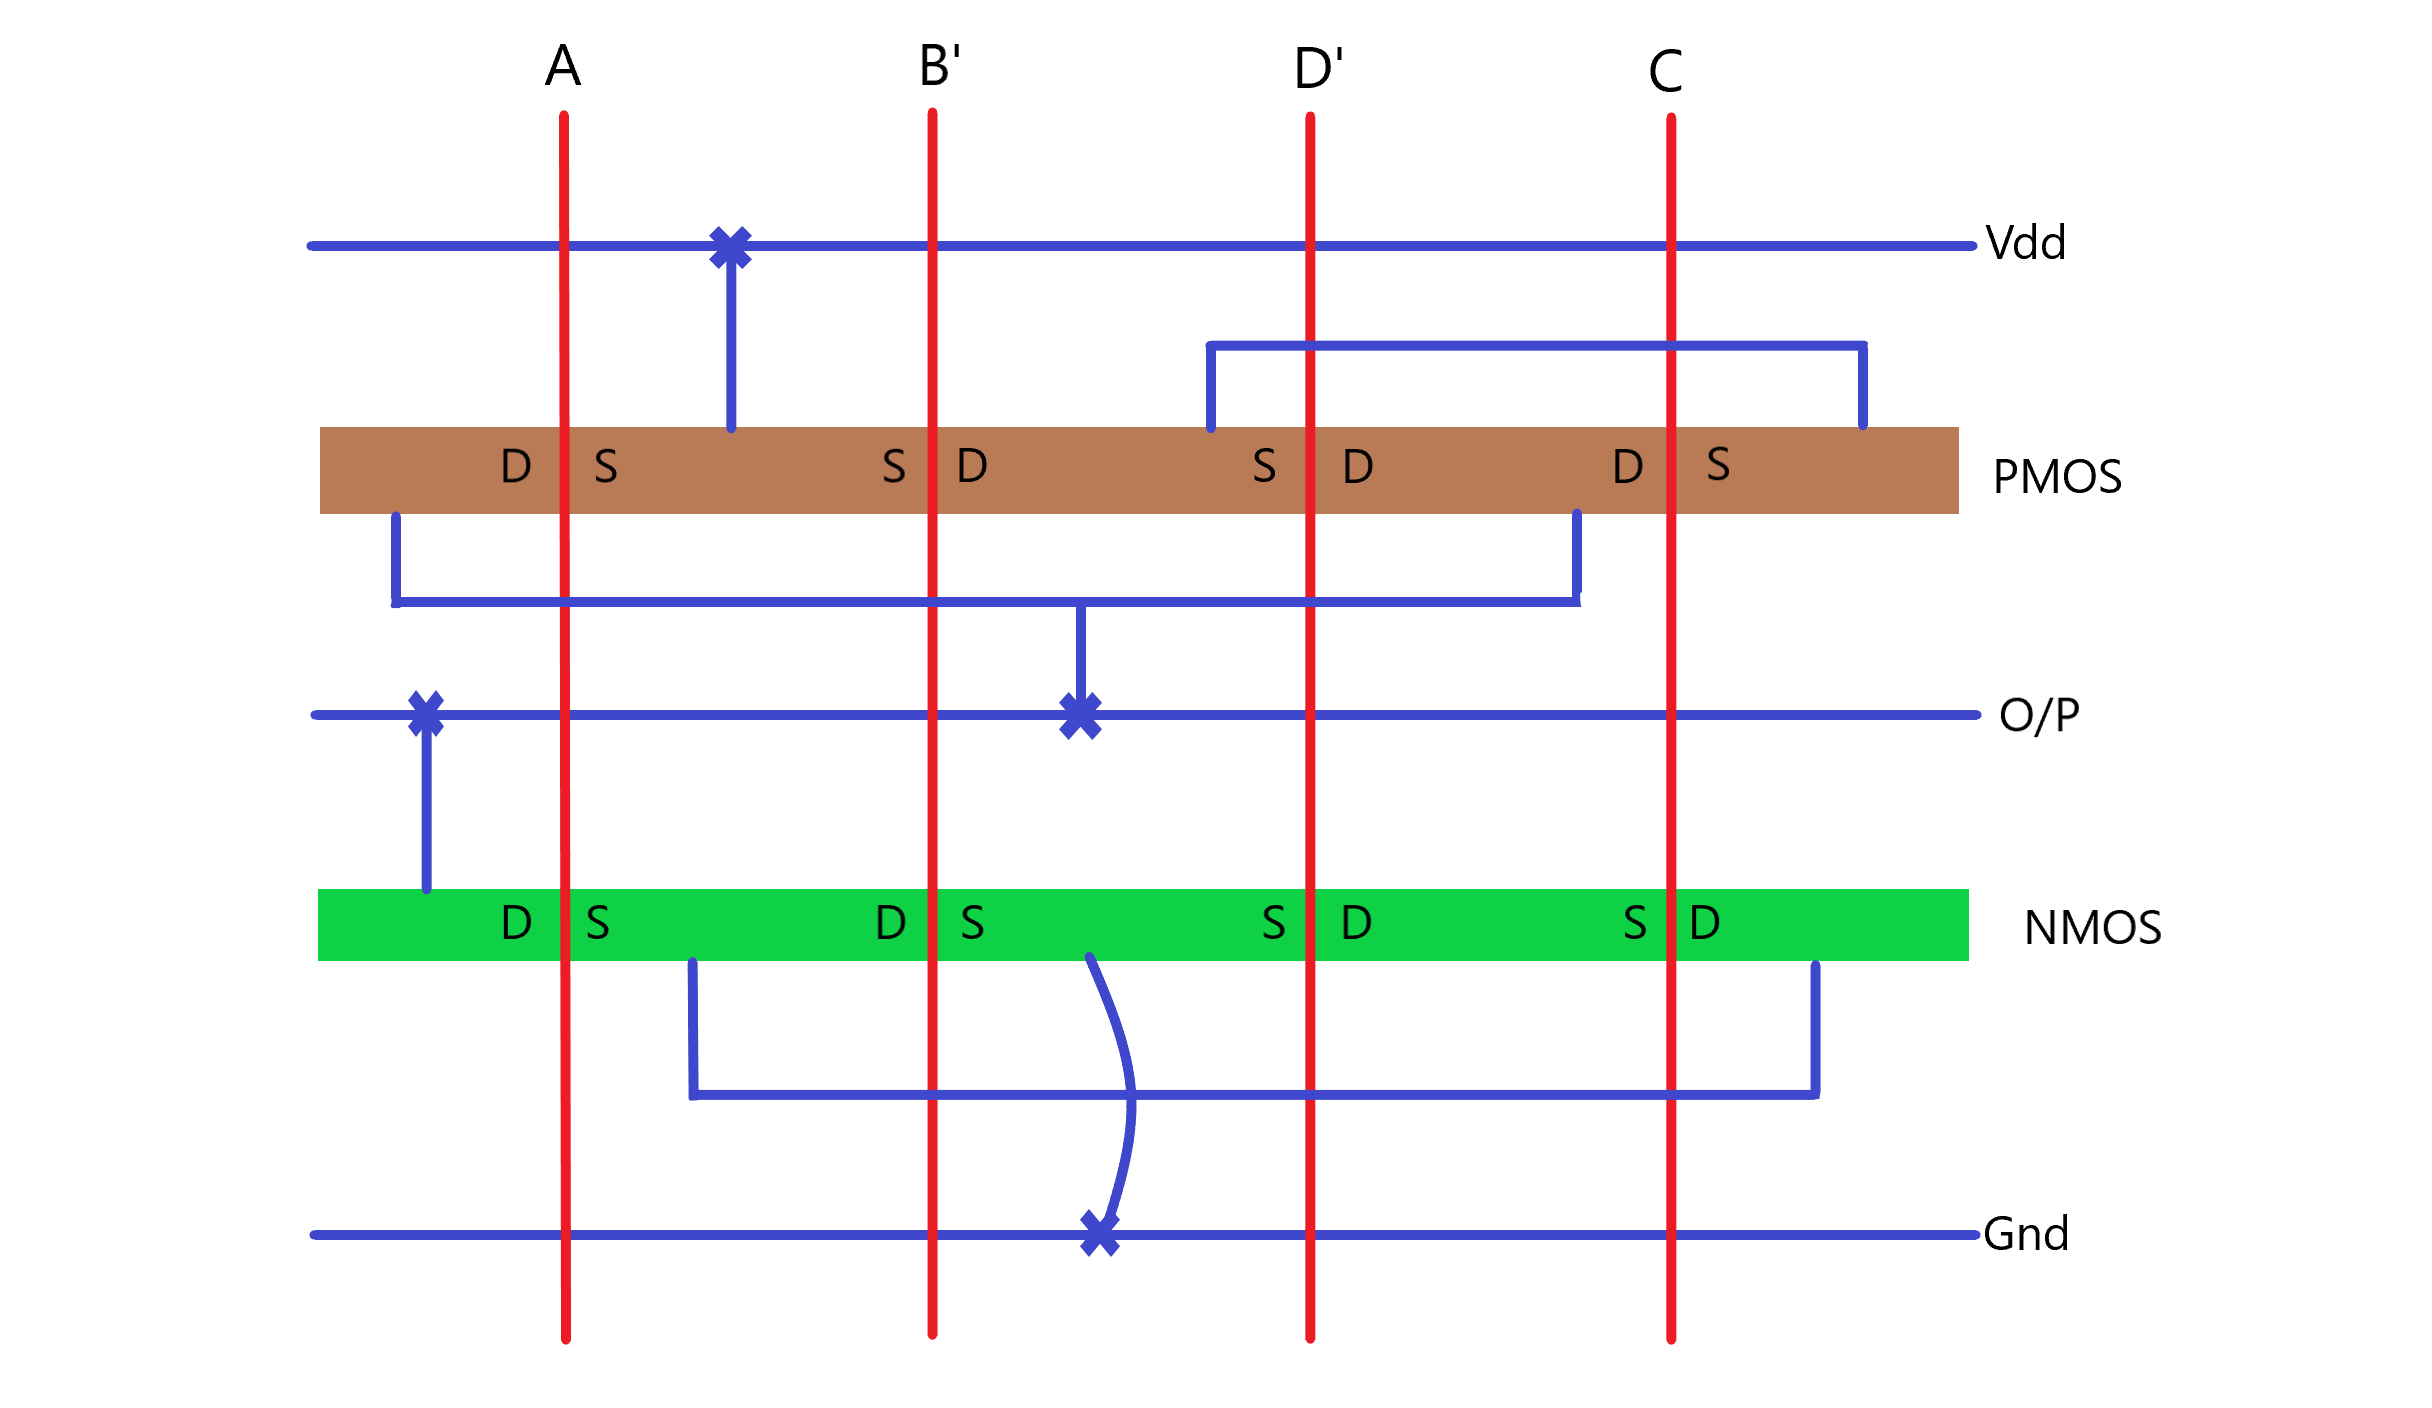 A B' D' C
Vdd
D S S D S D D S PMOS
O/P
D S D S S D S D NMOS
Gnd